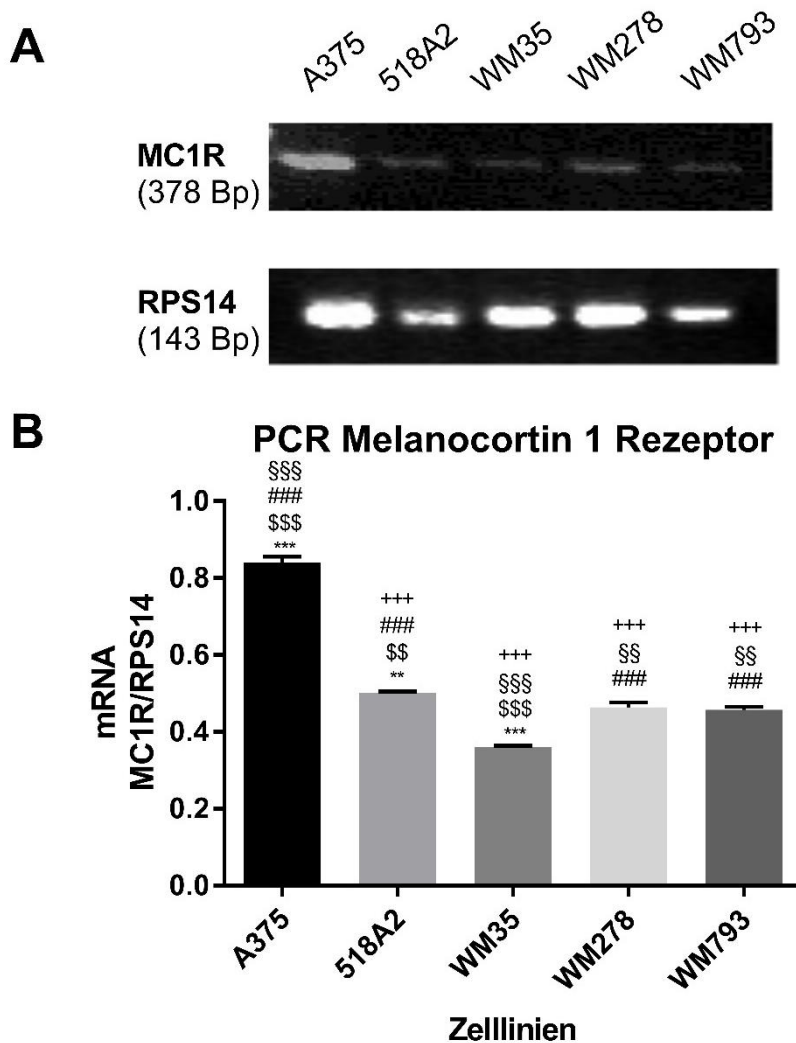 A
A375
518A2
WM35
WM278
WM793
MC1R
(378 Bp)
RPS14
(143 Bp)
B
PCR Melanocortin 1 Rezeptor
mRNA
MC1R/RPS14
1.0
0.8
0.6
0.4
0.2
0.0
§§§
###
$$$
***
+++
###
$$
**
+++
§§§
$$$
***
+++
§§
###
+++
§§
###
A375
518A2
WM35
WM278
WM793
Zelllinien